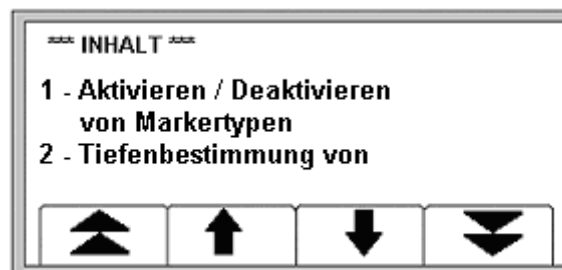 *** INHALT ***
1 - Aktivieren / Deaktivieren
von Markertypen
2 - Tiefenbestimmung von